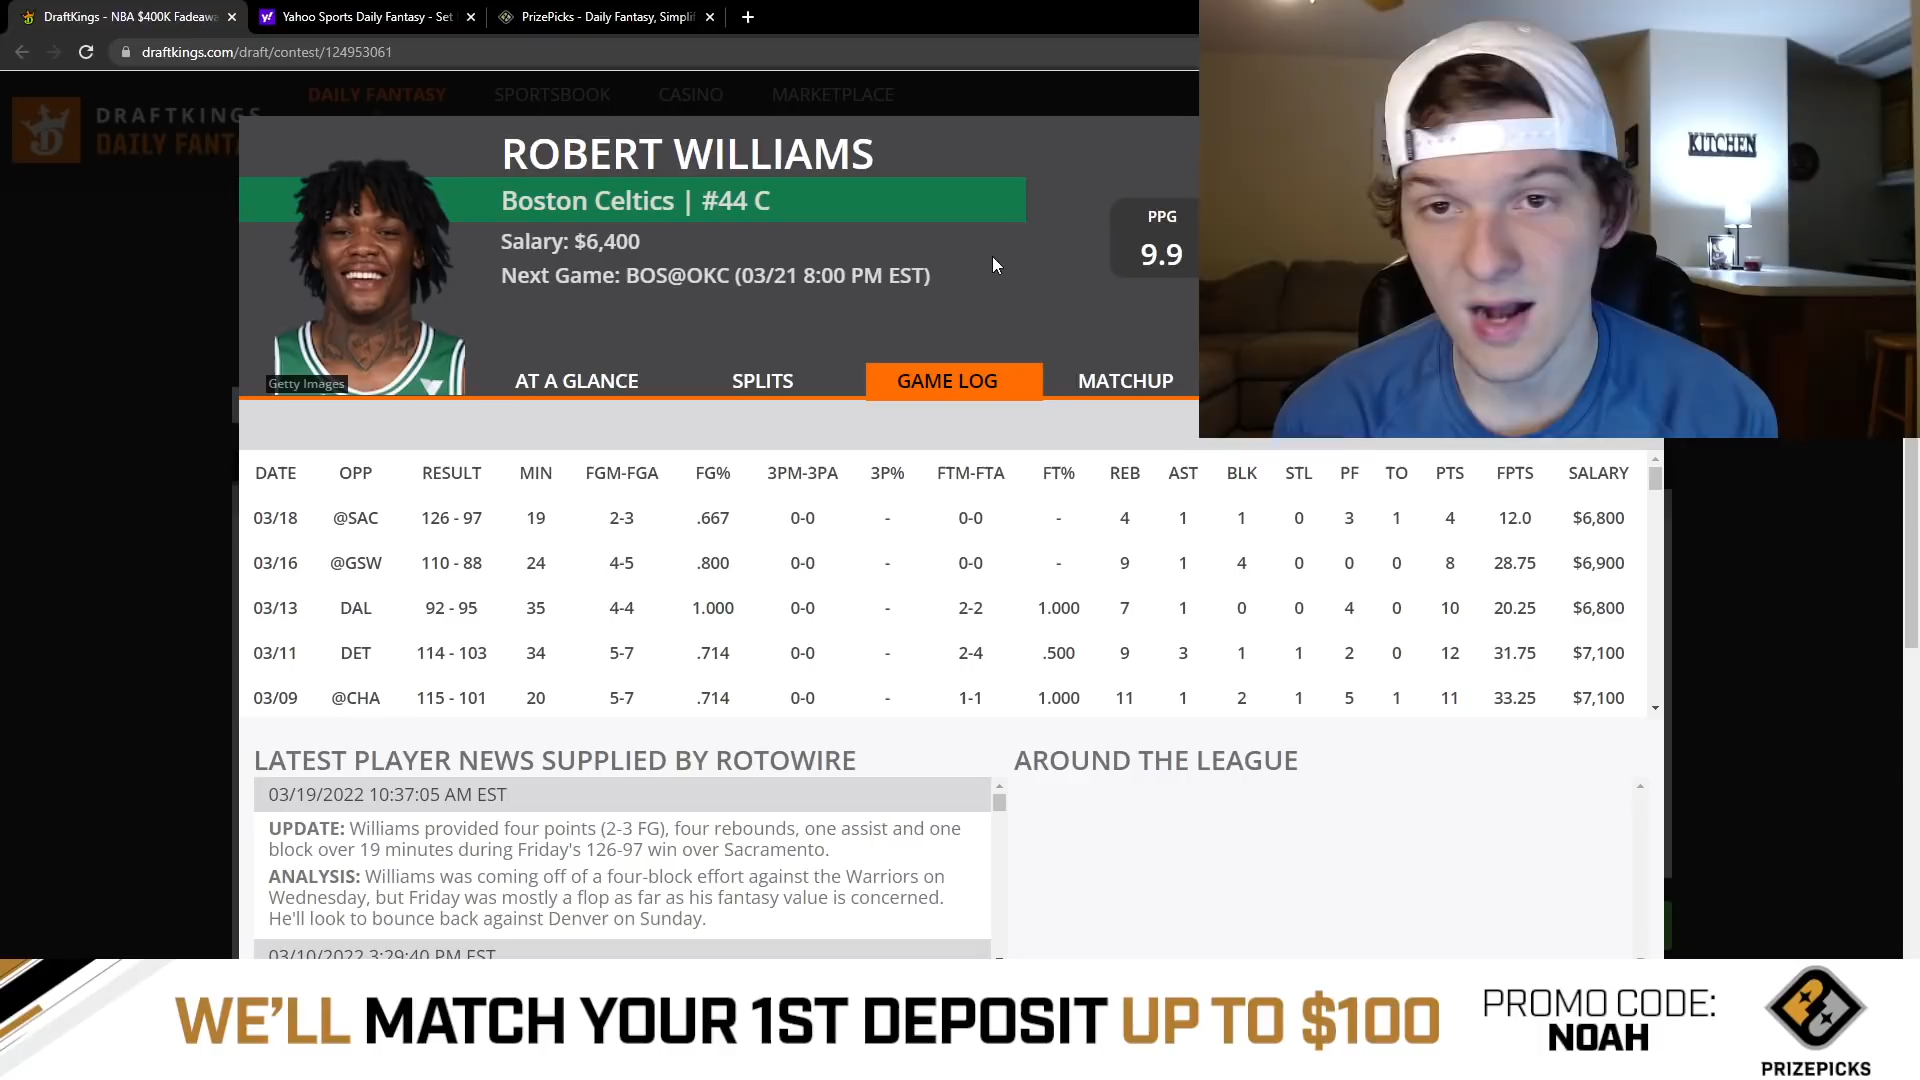 DraftKings - NBA $400K Fadeaw
Yahoo Sports Daily Fantasy - Set
PrizePicks - Daily Fantasy, Simplif
draftkings.com/draft/contest/124953061
DRAFTKINGS
DAILY FANT
DAILY FANTASY SPORTSBOOK CASINO MARKETPLACE
ROBERT WILLIAMS
Boston Celtics | #44 C
Salary: $6,400
Next Game: BOS@OKC (03/21 8:00 PM EST)
PPG
9.9
Getty Images
AT A GLANCE SPLITS GAME LOG MATCHUP
KITCHEN
DATE OPP RESULT MIN FGM-FGA FG% 3PM-3PA 3P% FTM-FTA FT% REB AST BLK STL PF TO PTS FPTS SALARY
03/18 @SAC 126 - 97 19 2-3 .667 0-0 - 0-0 - 4 1 1 0 3 1 4 12.0 $6,800
03/16 @GSW 110 - 88 24 4-5 .800 0-0 - 0-0 - 9 1 4 0 0 0 8 28.75 $6,900
03/13 DAL 92 - 95 35 4-4 1.000 0-0 - 2-2 1.000 7 1 0 0 4 0 10 20.25 $6,800
03/11 DET 114 - 103 34 5-7 .714 0-0 - 2-4 .500 9 3 1 1 2 0 12 31.75 $7,100
03/09 @CHA 115 - 101 20 5-7 .714 0-0 - 1-1 1.000 11 1 2 1 5 1 11 33.25 $7,100
LATEST PLAYER NEWS SUPPLIED BY ROTOWIRE
AROUND THE LEAGUE
03/19/2022 10:37:05 AM EST
UPDATE: Williams provided four points (2-3 FG), four rebounds, one assist and one
block over 19 minutes during Friday's 126-97 win over Sacramento.
ANALYSIS: Williams was coming off of a four-block effort against the Warriors on
Wednesday, but Friday was mostly a flop as far as his fantasy value is concerned.
He'll look to bounce back against Denver on Sunday.
03/10/2022 3:29:40 PM EST
WE'LL MATCH YOUR 1ST DEPOSIT UP TO $100
PROMO CODE:
NOAH
PRIZEPICKS